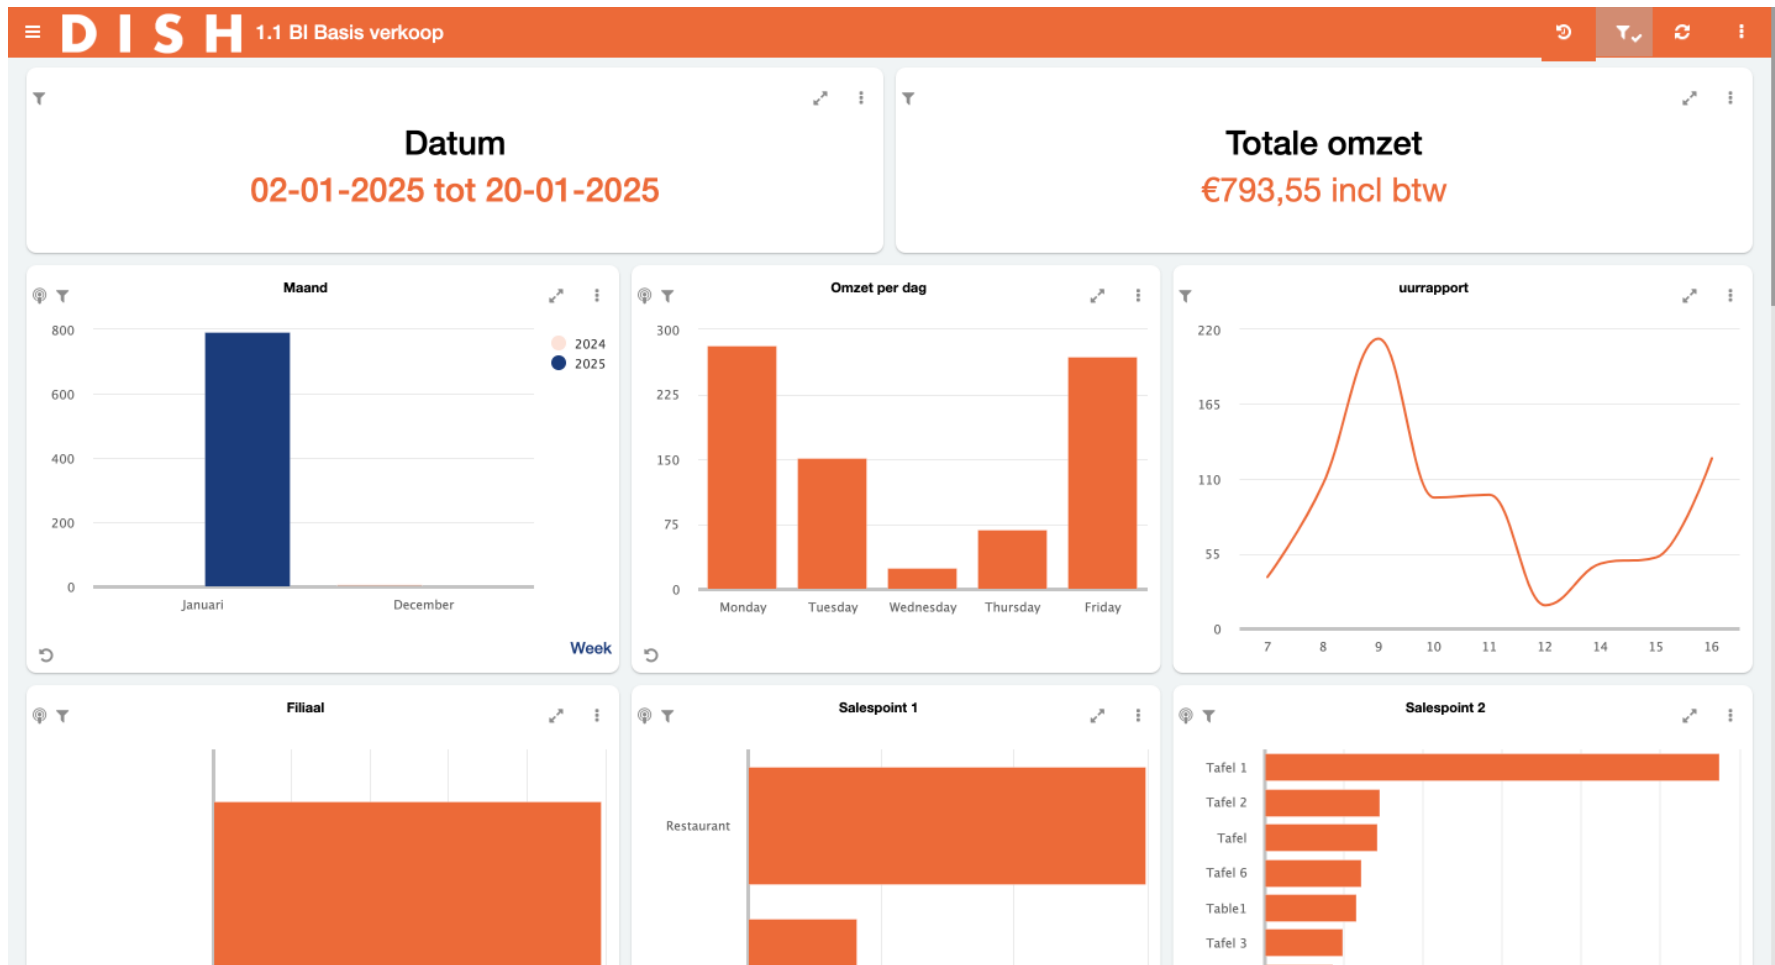 DISH 1.1 BI Basis verkoop
Datum
02-01-2025 tot 20-01-2025
Totale omzet
€793,55 incl btw
Maand
800
600
400
200
0
Januari December
2024
2025
Week
Omzet per dag
300
225
150
75
0
Monday Tuesday Wednesday Thursday Friday
uurrapport
220
165
110
55
0
7 8 9 10 11 12 14 15 16
Filiaal
Salespoint 1
Restaurant
Salespoint 2
Tafel 1
Tafel 2
Tafel
Tafel 6
Table1
Tafel 3